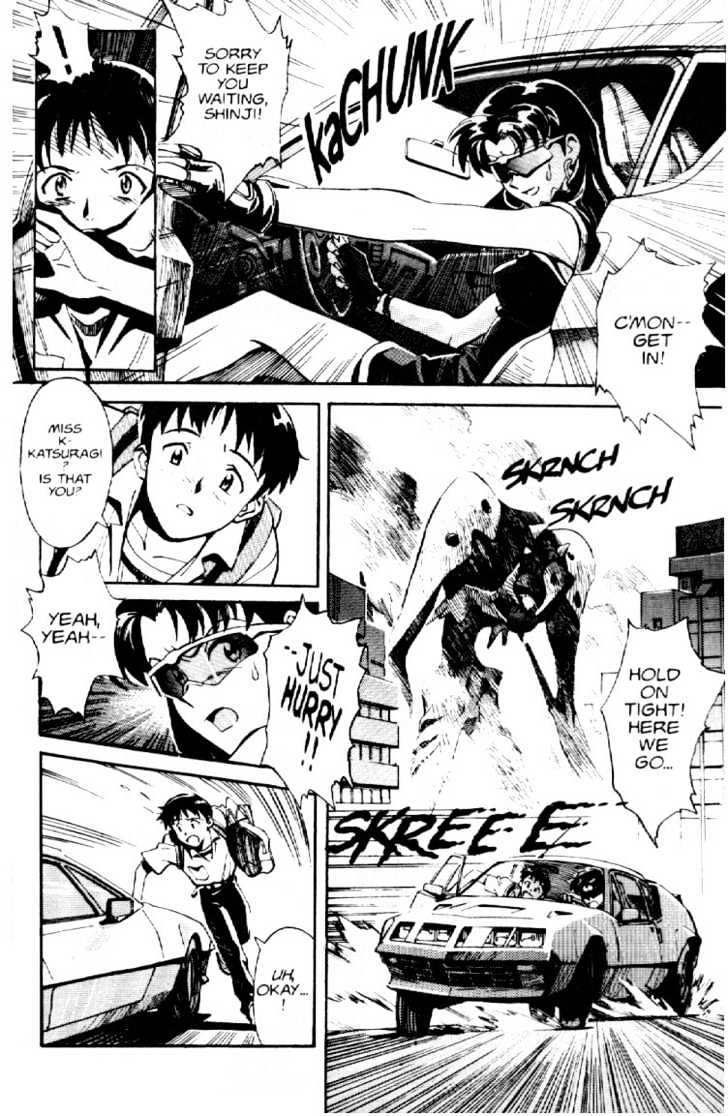 !
SORRY
TO KEEP
YOU
WAITING,
SHINJI!
kaCHUNK
C'MON--
GET
IN!
MISS
K-
KATSURAGI
?
IS THAT
YOU?
YEAH,
YEAH--
--JUST
HURRY
!!
SKRNCH
SKRNCH
HOLD
ON
TIGHT!
HERE
WE
GO...
UH,
OKAY...
!
SKREEEE